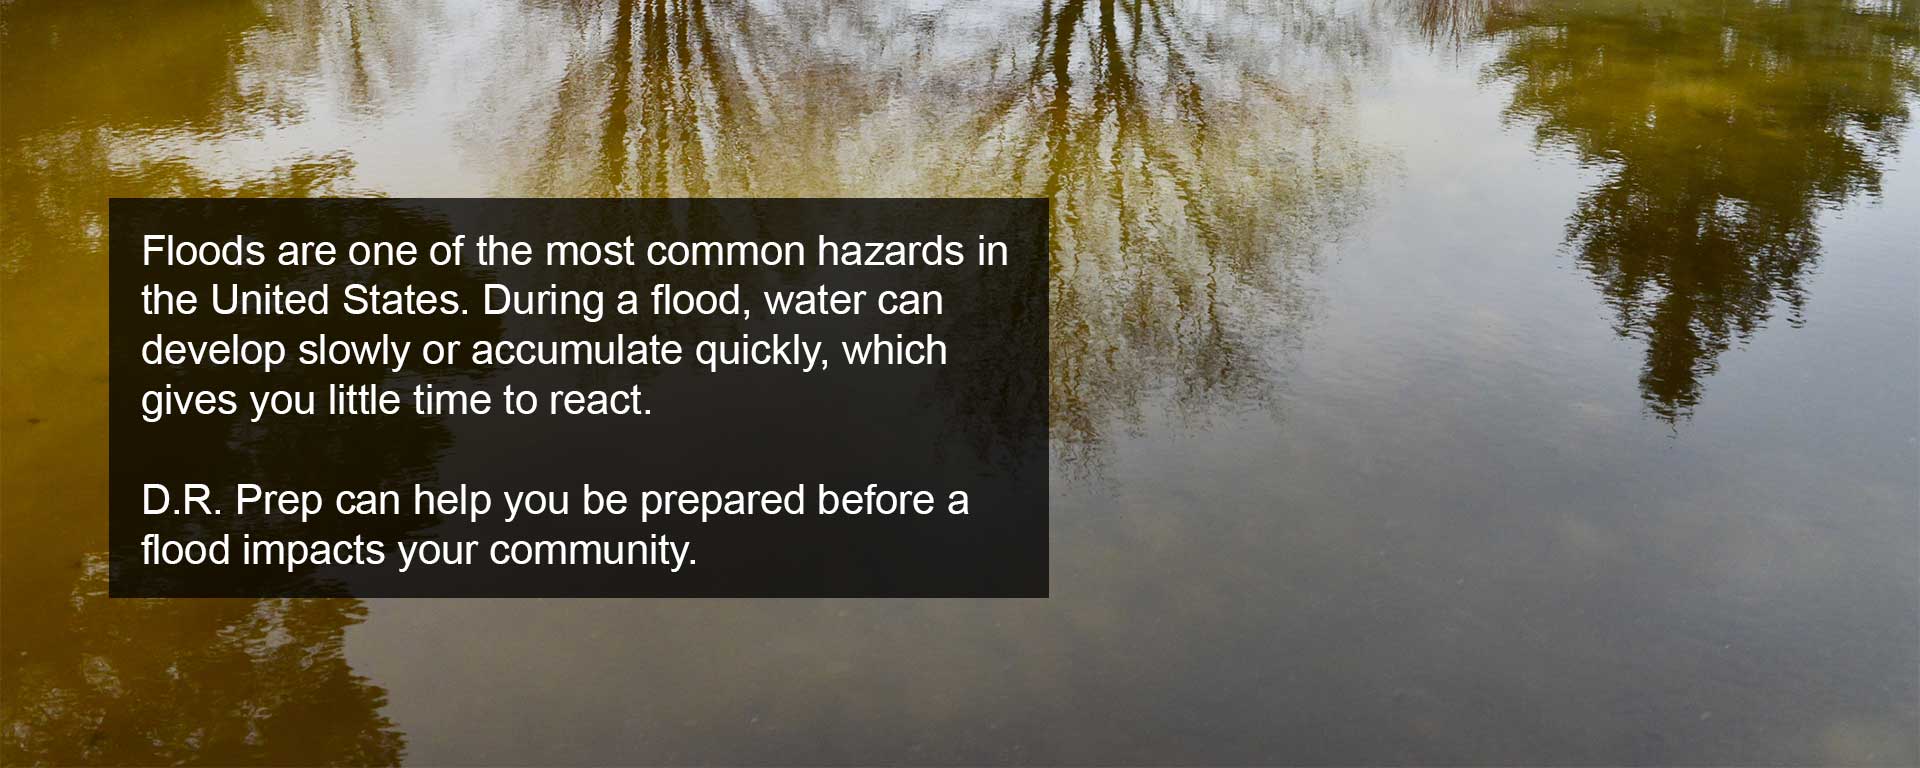 Floods are one of the most common hazards in
the United States. During a flood, water can
develop slowly or accumulate quickly, which
gives you little time to react.
D.R. Prep can help you be prepared before a
flood impacts your community.